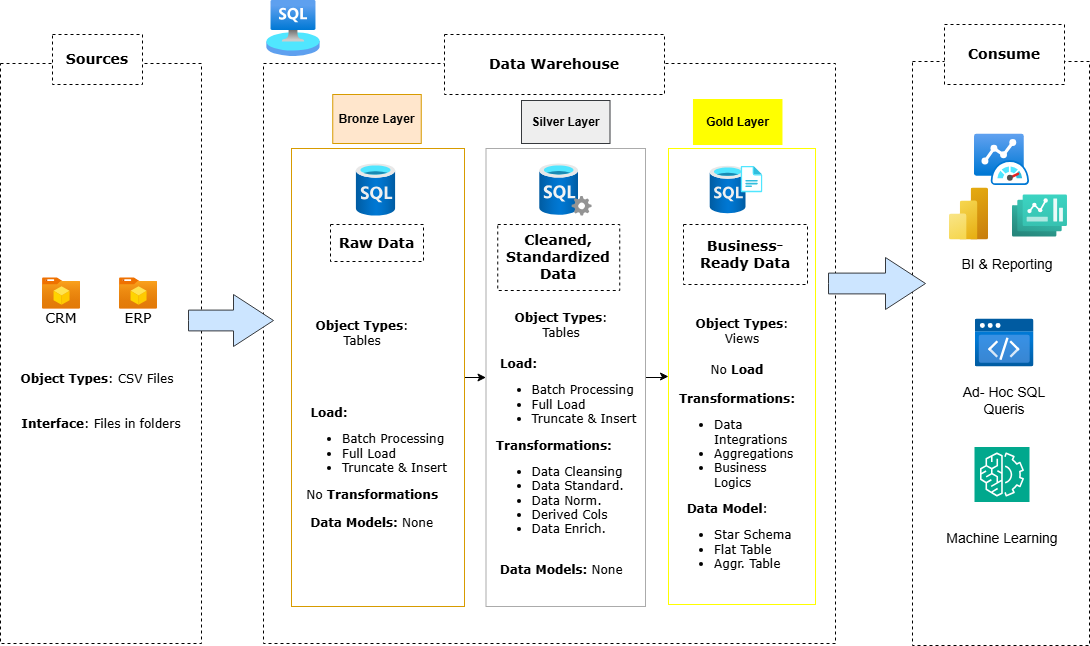 SQL
Sources
CRM
ERP
Object Types: CSV Files
Interface: Files in folders
Data Warehouse
Bronze Layer
SQL
Raw Data
Object Types:
Tables
Load:
• Batch Processing
• Full Load
• Truncate & Insert
No Transformations
Data Models: None
Silver Layer
SQL
Cleaned,
Standardized
Data
Object Types:
Tables
Load:
• Batch Processing
• Full Load
• Truncate & Insert
Transformations:
• Data Cleansing
• Data Standard.
• Data Norm.
• Derived Cols
• Data Enrich.
Data Models: None
Gold Layer
SQL
Business-
Ready Data
Object Types:
Views
No Load
Transformations:
• Data
Integrations
• Aggregations
• Business
Logics
Data Model:
• Star Schema
• Flat Table
• Aggr. Table
Consume
BI & Reporting
</>
Ad- Hoc SQL
Queris
Machine Learning